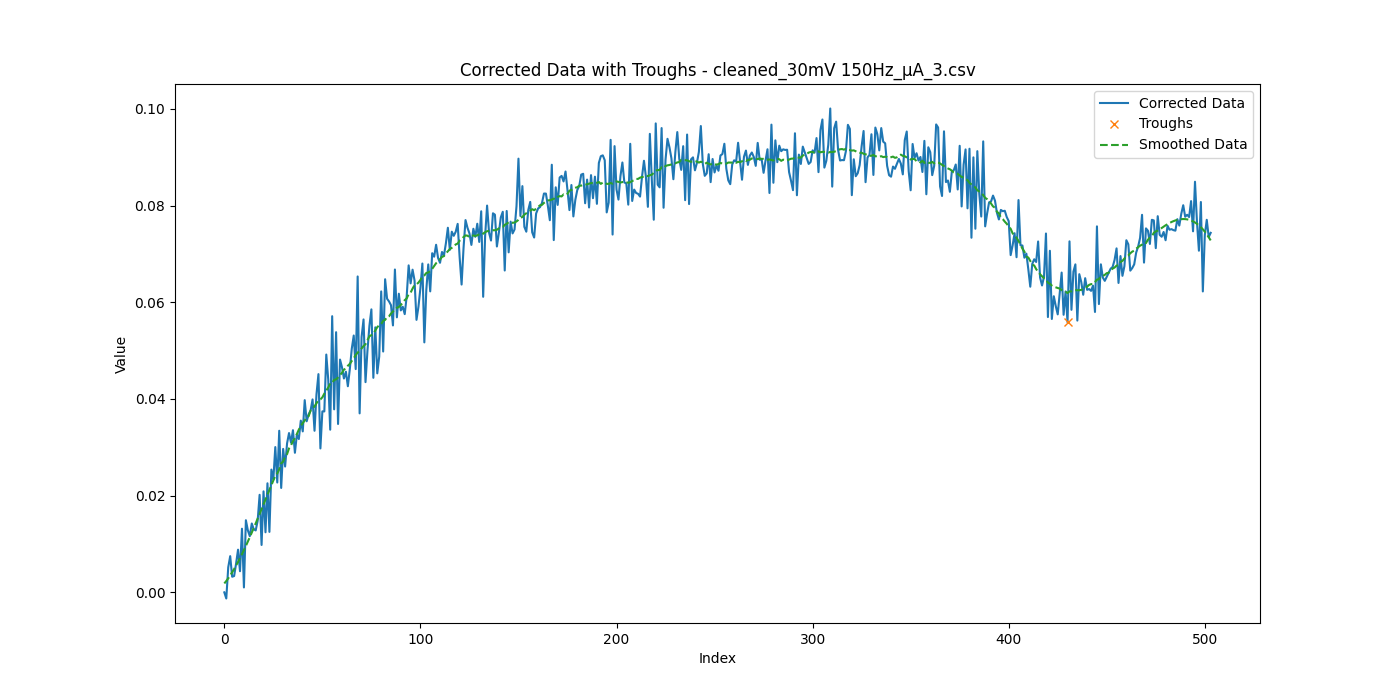 Corrected Data with Troughs - cleaned_30mV 150Hz_µA_3.csv
Corrected Data
Troughs
Smoothed Data
0.10
0.08
0.06
0.04
0.02
0.00
Value
0 100 200 300 400 500
Index